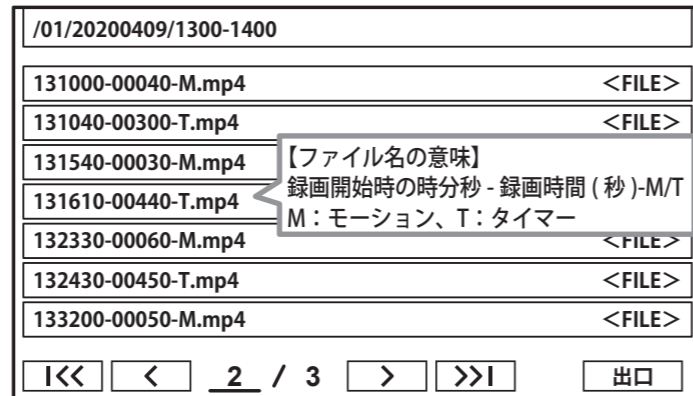 /01/20200409/1300-1400
131000-00040-M.mp4 <FILE>
131040-00300-T.mp4 <FILE>
131540-00030-M.mp4
131610-00440-T.mp4
【ファイル名の意味】
録画開始時の時分秒 - 録画時間 ( 秒 )-M/T
M：モーション、T：タイマー
132330-00060-M.mp4 <FILE>
132430-00450-T.mp4 <FILE>
133200-00050-M.mp4 <FILE>
I<< < 2 / 3 > >>I 出口